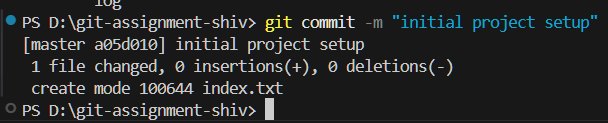 log
PS D:\git-assignment-shiv> git commit -m "initial project setup"
[master a05d010] initial project setup
 1 file changed, 0 insertions(+), 0 deletions(-)
 create mode 100644 index.txt
PS D:\git-assignment-shiv>